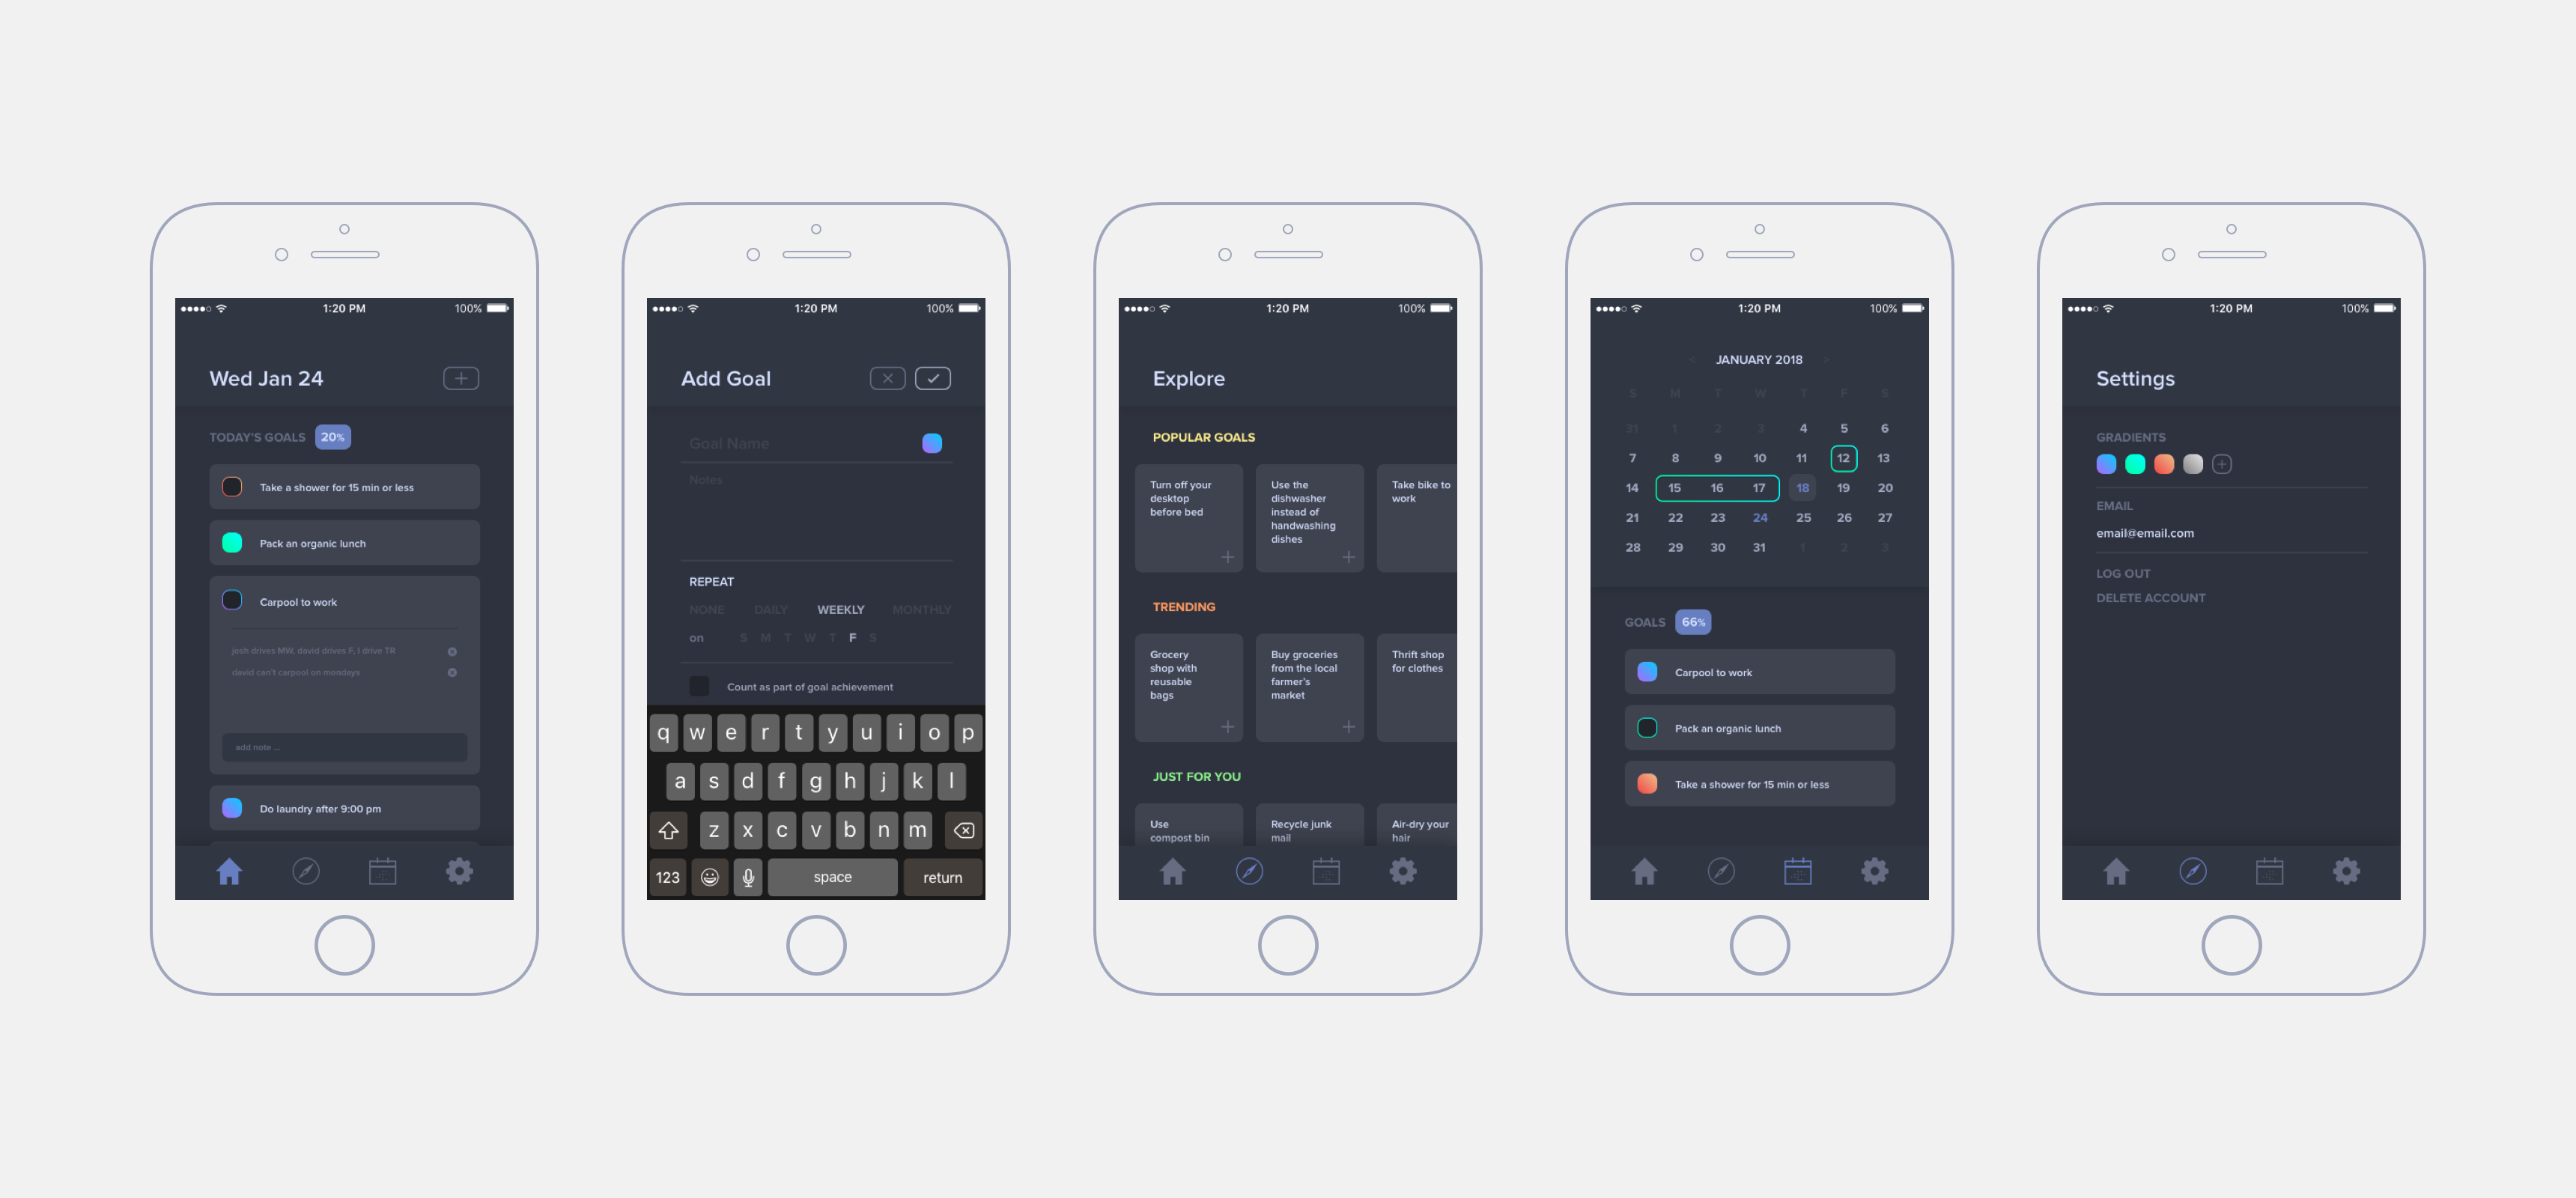 1:20 PM 100%
Wed Jan 24
TODAY'S GOALS 20%
Take a shower for 15 min or less
Pack an organic lunch
Carpool to work
josh drives MW, david drives F, I drive TR
david can't carpool on mondays
add note ...
Do laundry after 9:00 pm
1:20 PM 100%
Add Goal
Goal Name
Notes
REPEAT
NONE DAILY WEEKLY MONTHLY
on S M T W T F S
Count as part of goal achievement
q w e r t y u i o p
a s d f g h j k l
z x c v b n m
123 space return
1:20 PM 100%
Explore
POPULAR GOALS
Turn off your
desktop
before bed
Use the
dishwasher
instead of
handwashing
dishes
Take bike to
work
TRENDING
Grocery
shop with
reusable
bags
Buy groceries
from the local
farmer's
market
Thrift shop
for clothes
JUST FOR YOU
Use
compost bin
Recycle junk
mail
Air-dry your
hair
1:20 PM 100%
< JANUARY 2018 >
S M T W T F S
31 1 2 3 4 5 6
7 8 9 10 11 12 13
14 15 16 17 18 19 20
21 22 23 24 25 26 27
28 29 30 31 1 2 3
GOALS 66%
Carpool to work
Pack an organic lunch
Take a shower for 15 min or less
1:20 PM 100%
Settings
GRADIENTS
EMAIL
email@email.com
LOG OUT
DELETE ACCOUNT